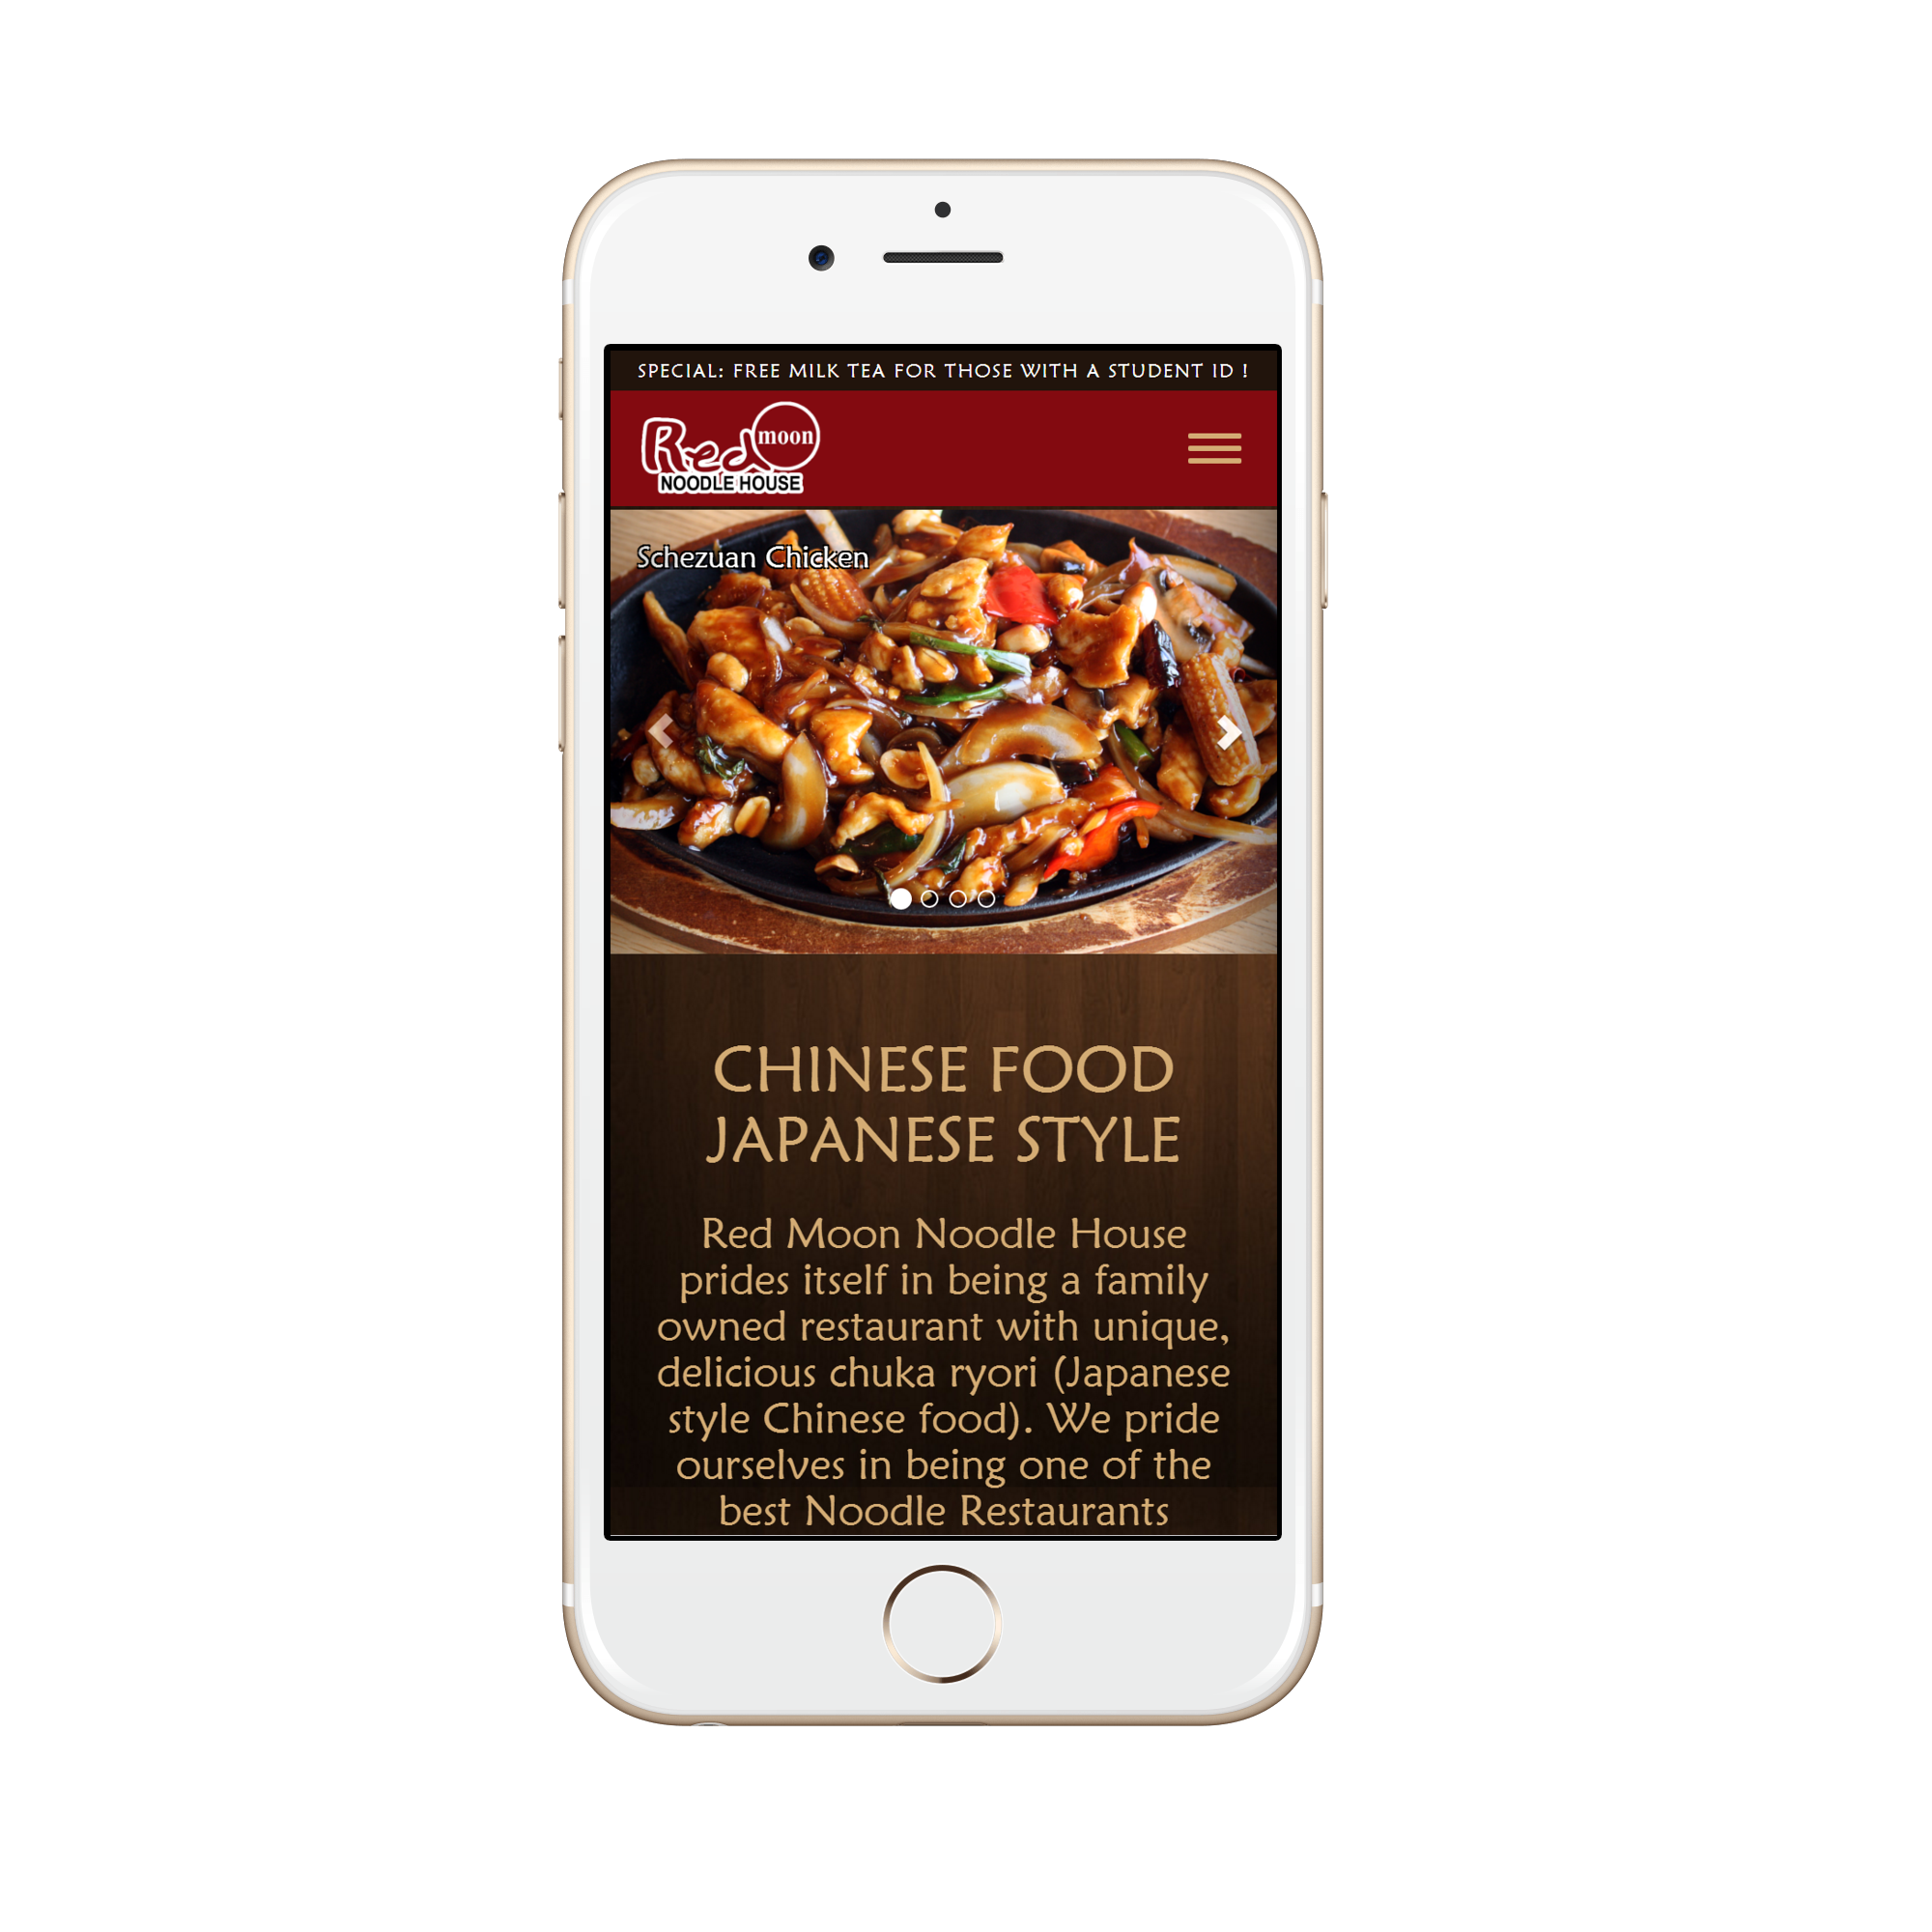 SPECIAL: FREE MILK TEA FOR THOSE WITH A STUDENT ID !
Red moon
NOODLE HOUSE
Schezuan Chicken
CHINESE FOOD
JAPANESE STYLE
Red Moon Noodle House
prides itself in being a family
owned restaurant with unique,
delicious chuka ryori (Japanese
style Chinese food). We pride
ourselves in being one of the
best Noodle Restaurants